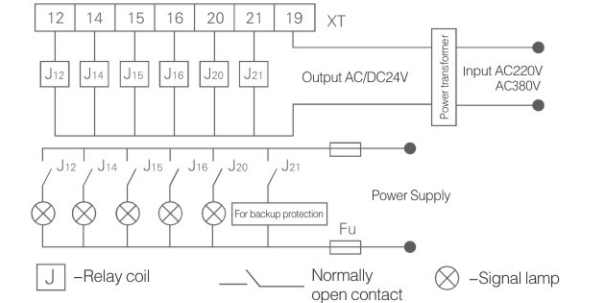 12 14 15 16 20 21 19 XT
J12 J14 J15 J16 J20 J21
Output AC/DC24V
Power transformer
Input AC220V
AC380V
J12 J14 J15 J16 J20 J21
Power Supply
For backup protection
Fu
J –Relay coil
Normally
open contact
–Signal lamp